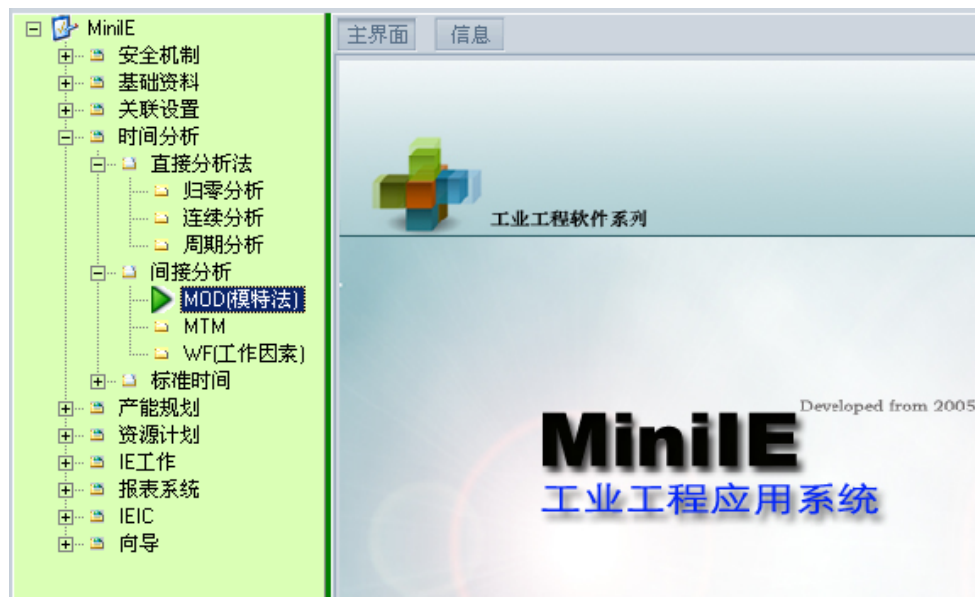 MiniIE
安全机制
基础资料
关联设置
时间分析
直接分析法
归零分析
连续分析
周期分析
间接分析
MOD(模特法)
MTM
WF(工作因素)
标准时间
产能规划
资源计划
IE工作
报表系统
IEIC
向导
主界面
信息
工业工程软件系列
Developed from 2005
MiniIE
工业工程应用系统